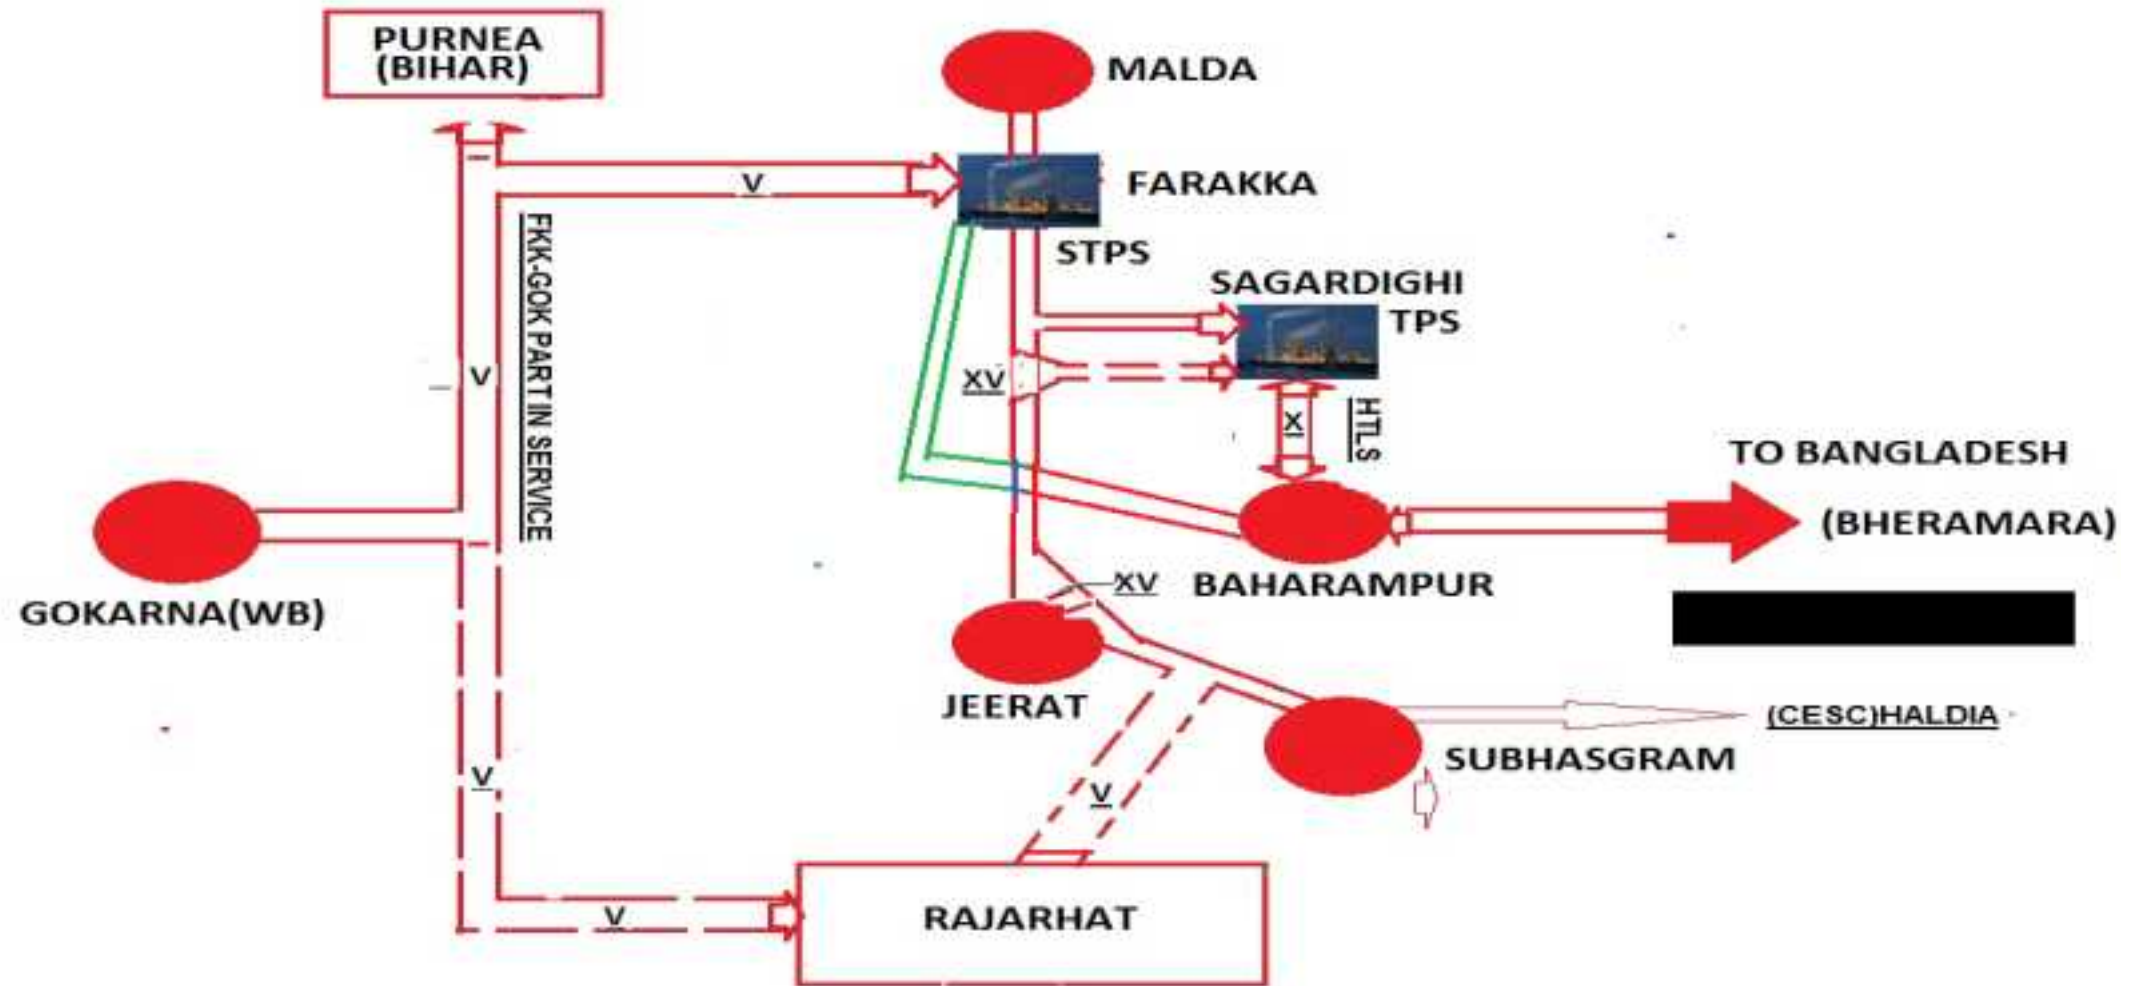 PURNEA
(BIHAR)
MALDA
V
FARAKKA
STPS
FKK-GOK PART IN SERVICE
SAGARDIGHI
TPS
V
XV
X
HTLS
TO BANGLADESH
(BHERAMARA)
GOKARNA(WB)
XV
BAHARAMPUR
JEERAT
(CESC)HALDIA
SUBHASGRAM
V
V
V
RAJARHAT